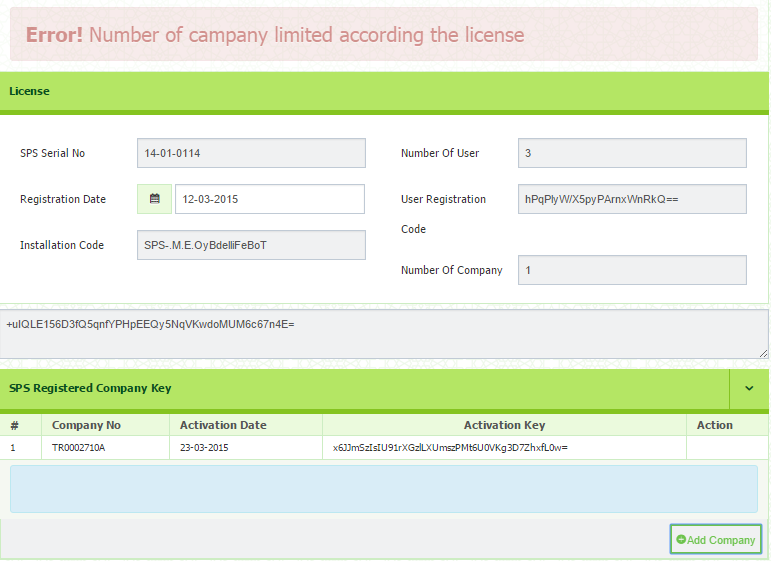 Error! Number of campany limited according the license
License
SPS Serial No 14-01-0114 Number Of User 3
Registration Date 12-03-2015 User Registration Code hPqPlyW/X5pyPArnxWnRkQ==
Installation Code SPS-.M.E.OyBdelliFeBoT
Number Of Company 1
+uIQLE156D3fQ5qnfYPHpEEQy5NqVKwdoMUM6c67n4E=
SPS Registered Company Key
# Company No Activation Date Activation Key Action
1 TR0002710A 23-03-2015 x6JJmSzIsIU91rXGzlLXUmszPMt6U0VKg3D7ZhxfL0w=
Add Company